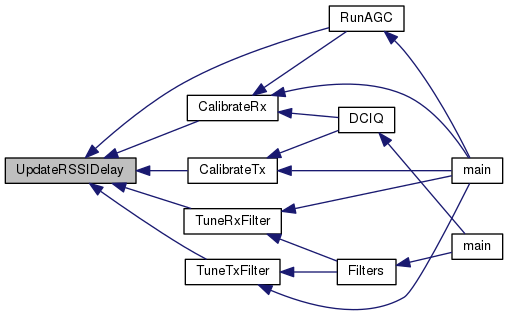 RunAGC
CalibrateRx
DCIQ
UpdateRSSIDelay
CalibrateTx
main
TuneRxFilter
main
TuneTxFilter
Filters